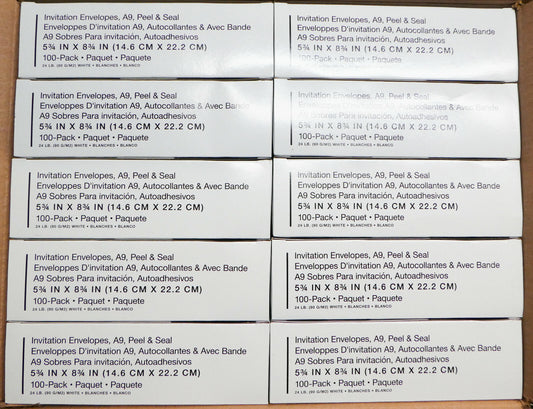 Invitation Envelopes, A9, Peel & Seal
Enveloppes D'invitation A9, Autocollantes & Avec Bande
A9 Sobres Para invitación, Autoadhesivos
5¾ IN X 8¾ IN (14.6 CM X 22.2 CM)
100-Pack • Paquet • Paquete
24 LB. (90 G/M2) WHITE • BLANCHES • BLANCO
Invitation Envelopes, A9, Peel & Seal
Enveloppes D'invitation A9, Autocollantes & Avec Bande
A9 Sobres Para invitación, Autoadhesivos
5¾ IN X 8¾ IN (14.6 CM X 22.2 CM)
100-Pack • Paquet • Paquete
24 LB. (90 G/M2) WHITE • BLANCHES • BLANCO
Invitation Envelopes, A9, Peel & Seal
Enveloppes D'invitation A9, Autocollantes & Avec Bande
A9 Sobres Para invitación, Autoadhesivos
5¾ IN X 8¾ IN (14.6 CM X 22.2 CM)
100-Pack • Paquet • Paquete
24 LB. (90 G/M2) WHITE • BLANCHES • BLANCO
Invitation Envelopes, A9, Peel & Seal
Enveloppes D'invitation A9, Autocollantes & Avec Bande
A9 Sobres Para invitación, Autoadhesivos
5¾ IN X 8¾ IN (14.6 CM X 22.2 CM)
100-Pack • Paquet • Paquete
24 LB. (90 G/M2) WHITE • BLANCHES • BLANCO
Invitation Envelopes, A9, Peel & Seal
Enveloppes D'invitation A9, Autocollantes & Avec Bande
A9 Sobres Para invitación, Autoadhesivos
5¾ IN X 8¾ IN (14.6 CM X 22.2 CM)
100-Pack • Paquet • Paquete
24 LB. (90 G/M2) WHITE • BLANCHES • BLANCO
Invitation Envelopes, A9, Peel & Seal
Enveloppes D'invitation A9, Autocollantes & Avec Bande
A9 Sobres Para invitación, Autoadhesivos
5¾ IN X 8¾ IN (14.6 CM X 22.2 CM)
100-Pack • Paquet • Paquete
24 LB. (90 G/M2) WHITE • BLANCHES • BLANCO
Invitation Envelopes, A9, Peel & Seal
Enveloppes D'invitation A9, Autocollantes & Avec Bande
A9 Sobres Para invitación, Autoadhesivos
5¾ IN X 8¾ IN (14.6 CM X 22.2 CM)
100-Pack • Paquet • Paquete
24 LB. (90 G/M2) WHITE • BLANCHES • BLANCO
Invitation Envelopes, A9, Peel & Seal
Enveloppes D'invitation A9, Autocollantes & Avec Bande
A9 Sobres Para invitación, Autoadhesivos
5¾ IN X 8¾ IN (14.6 CM X 22.2 CM)
100-Pack • Paquet • Paquete
24 LB. (90 G/M2) WHITE • BLANCHES • BLANCO
Invitation Envelopes, A9, Peel & Seal
Enveloppes D'invitation A9, Autocollantes & Avec Bande
A9 Sobres Para invitación, Autoadhesivos
5¾ IN X 8¾ IN (14.6 CM X 22.2 CM)
100-Pack • Paquet • Paquete
24 LB. (90 G/M2) WHITE • BLANCHES • BLANCO
Invitation Envelopes, A9, Peel & Seal
Enveloppes D'invitation A9, Autocollantes & Avec Bande
A9 Sobres Para invitación, Autoadhesivos
5¾ IN X 8¾ IN (14.6 CM X 22.2 CM)
100-Pack • Paquet • Paquete
24 LB. (90 G/M2) WHITE • BLANCHES • BLANCO